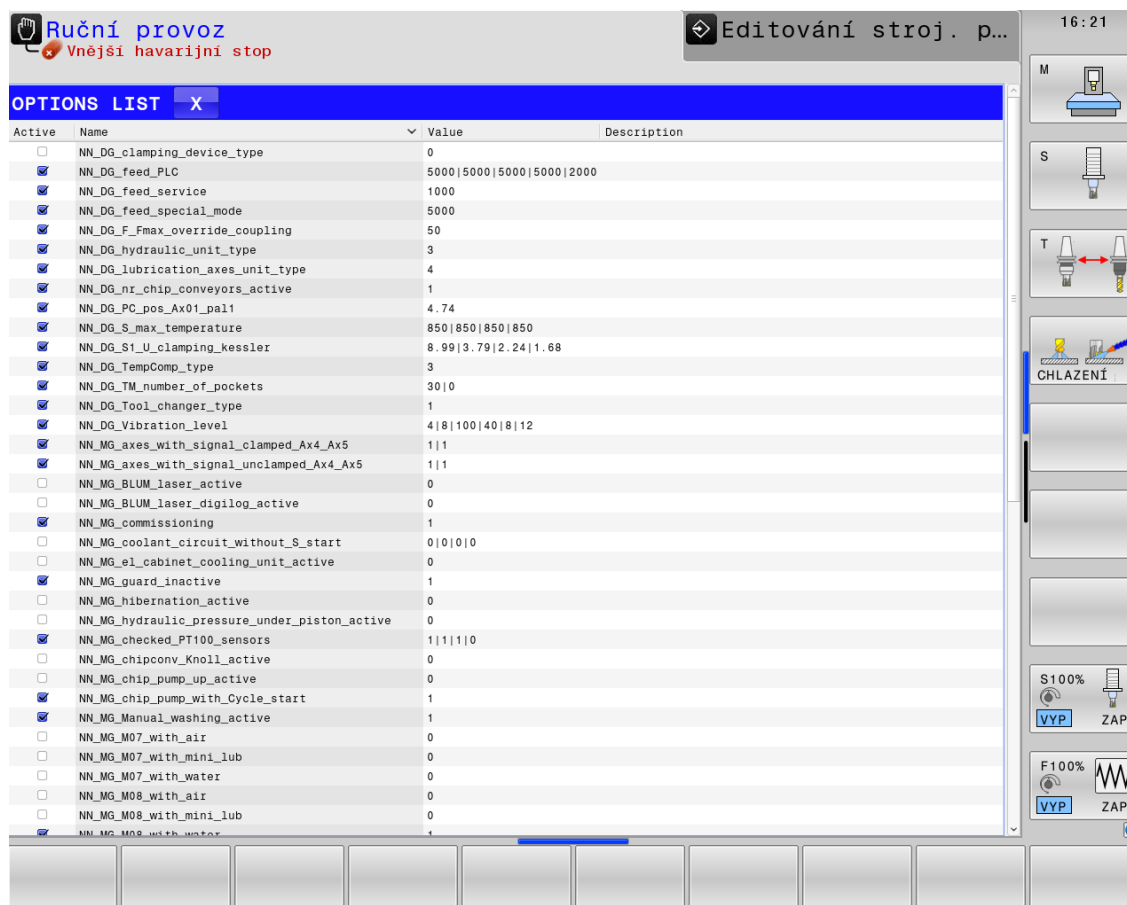 Ruční provoz
Vnější havarijní stop
Editování stroj. p...
16:21
OPTIONS LIST X
Active Name Value Description
NN_DG_clamping_device_type 0
NN_DG_feed_PLC 5000|5000|5000|5000|2000
NN_DG_feed_service 1000
NN_DG_feed_special_mode 5000
NN_DG_F_Fmax_override_coupling 50
NN_DG_hydraulic_unit_type 3
NN_DG_lubrication_axes_unit_type 4
NN_DG_nr_chip_conveyors_active 1
NN_DG_PC_pos_Ax01_pal1 4.74
NN_DG_S_max_temperature 850|850|850|850
NN_DG_S1_U_clamping_kessler 8.99|3.79|2.24|1.68
NN_DG_TempComp_type 3
NN_DG_TM_number_of_pockets 30|0
NN_DG_Tool_changer_type 1
NN_DG_Vibration_level 4|8|100|40|8|12
NN_MG_axes_with_signal_clamped_Ax4_Ax5 1|1
NN_MG_axes_with_signal_unclamped_Ax4_Ax5 1|1
NN_MG_BLUM_laser_active 0
NN_MG_BLUM_laser_digilog_active 0
NN_MG_commissioning 1
NN_MG_coolant_circuit_without_S_start 0|0|0|0
NN_MG_el_cabinet_cooling_unit_active 0
NN_MG_guard_inactive 1
NN_MG_hibernation_active 0
NN_MG_hydraulic_pressure_under_piston_active 0
NN_MG_checked_PT100_sensors 1|1|1|0
NN_MG_chipconv_Knoll_active 0
NN_MG_chip_pump_up_active 0
NN_MG_chip_pump_with_Cycle_start 1
NN_MG_Manual_washing_active 1
NN_MG_M07_with_air 0
NN_MG_M07_with_mini_lub 0
NN_MG_M07_with_water 0
NN_MG_M08_with_air 0
NN_MG_M08_with_mini_lub 0
NN_MG_M08_with_water 1
M
S
T
CHLAZENÍ
S100%
VYP ZAP
F100%
VYP ZAP